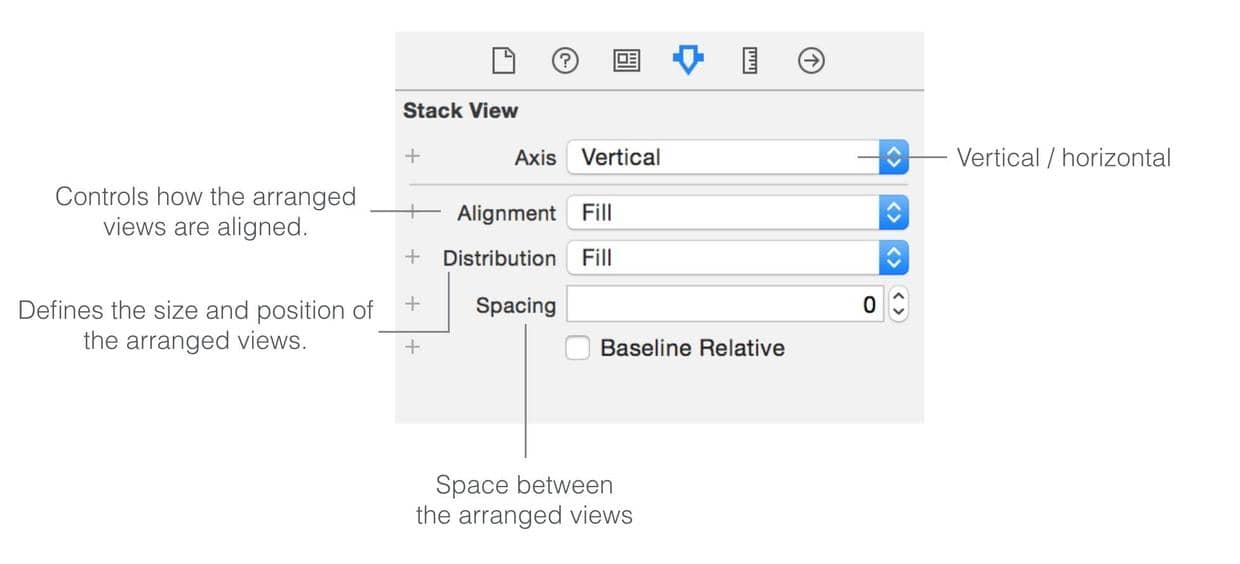 Stack View
Axis
Vertical
Vertical / horizontal
Controls how the arranged
views are aligned.
Alignment
Fill
Distribution
Fill
Defines the size and position of
the arranged views.
Spacing
0
Baseline Relative
Space between
the arranged views